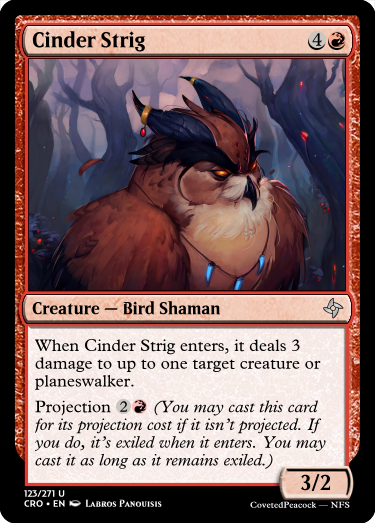 Cinder Strig 4
Creature — Bird Shaman
When Cinder Strig enters, it deals 3
damage to up to one target creature or
planeswalker.
Projection 2 (You may cast this card
for its projection cost if it isn't projected. If
you do, it's exiled when it enters. You may
cast it as long as it remains exiled.)
3/2
123/271 U
CRO • EN Labros Panouisis
CovetedPeacock — NFS